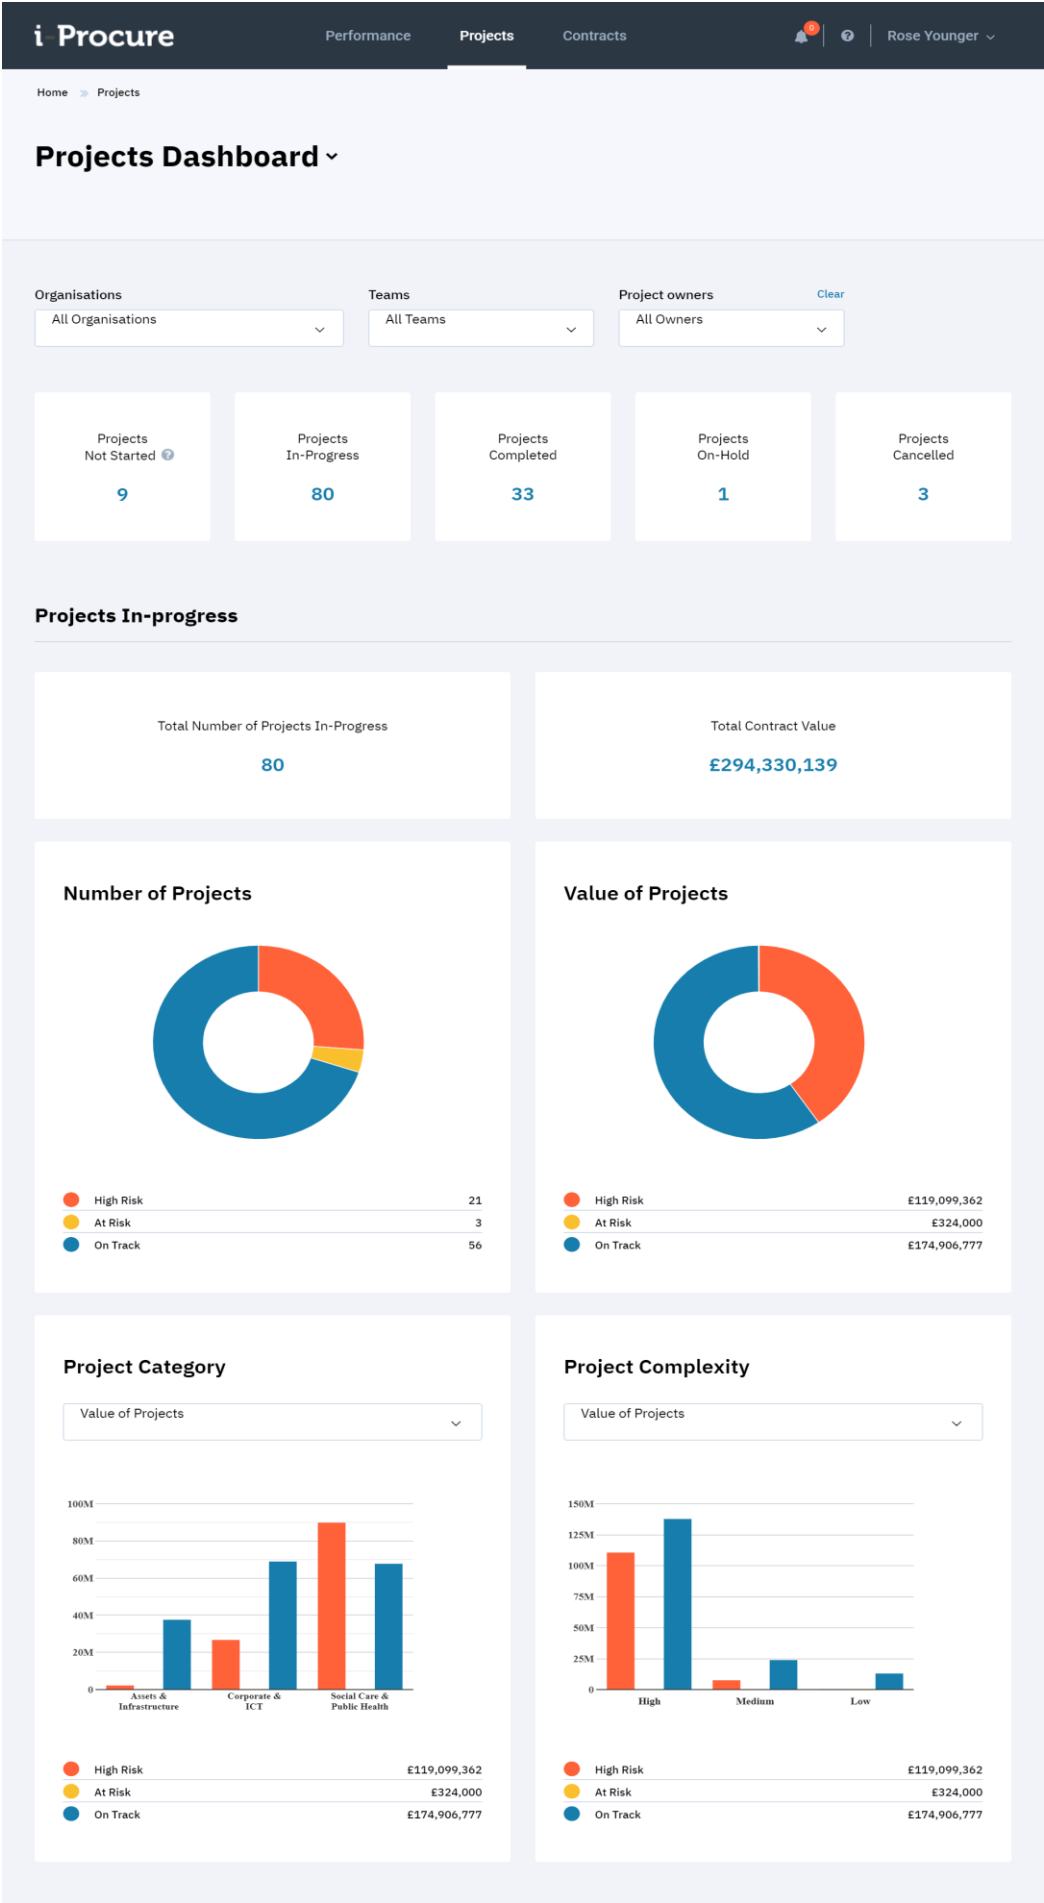 i-Procure
Performance
Projects
Contracts
0
Rose Younger
Home » Projects
Projects Dashboard
Organisations
Teams
Project owners
Clear
All Organisations
All Teams
All Owners
Projects
Not Started
9
Projects
In-Progress
80
Projects
Completed
33
Projects
On-Hold
1
Projects
Cancelled
3
Projects In-progress
Total Number of Projects In-Progress
80
Total Contract Value
£294,330,139
Number of Projects
High Risk 21
At Risk 3
On Track 56
Value of Projects
High Risk £119,099,362
At Risk £324,000
On Track £174,906,777
Project Category
Value of Projects
100M
80M
60M
40M
20M
0
Assets &
Infrastructure
Corporate &
ICT
Social Care &
Public Health
High Risk £119,099,362
At Risk £324,000
On Track £174,906,777
Project Complexity
Value of Projects
150M
125M
100M
75M
50M
25M
0
High
Medium
Low
High Risk £119,099,362
At Risk £324,000
On Track £174,906,777